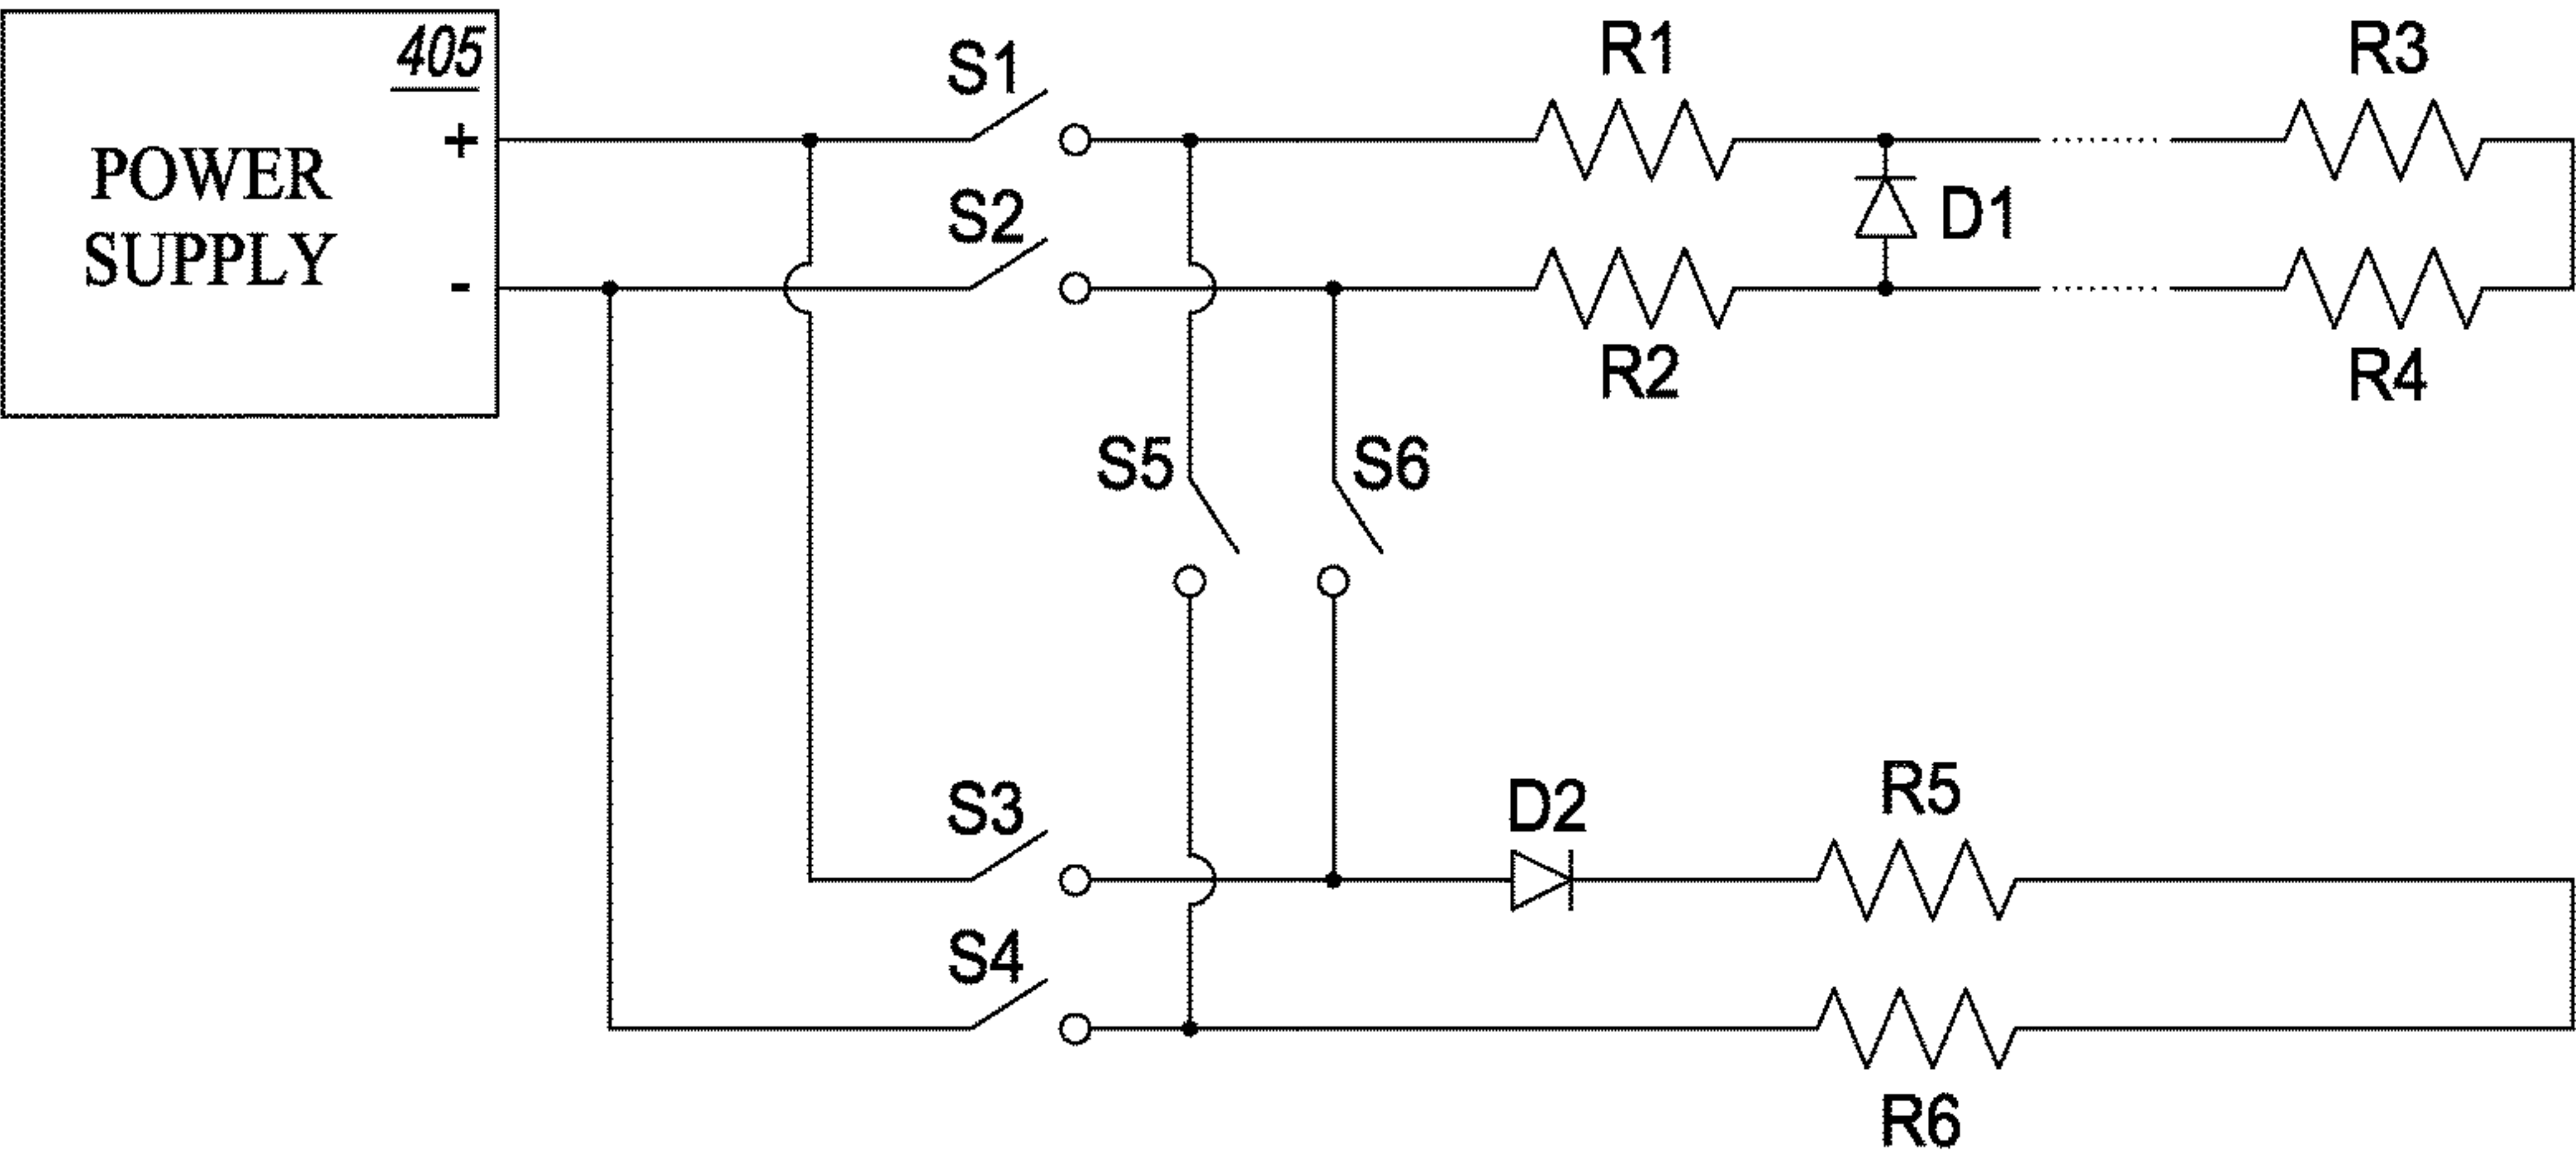 405
+
POWER
SUPPLY
-
S1
S2
R1
R3
D1
R2
R4
S5
S6
S3
D2
R5
S4
R6